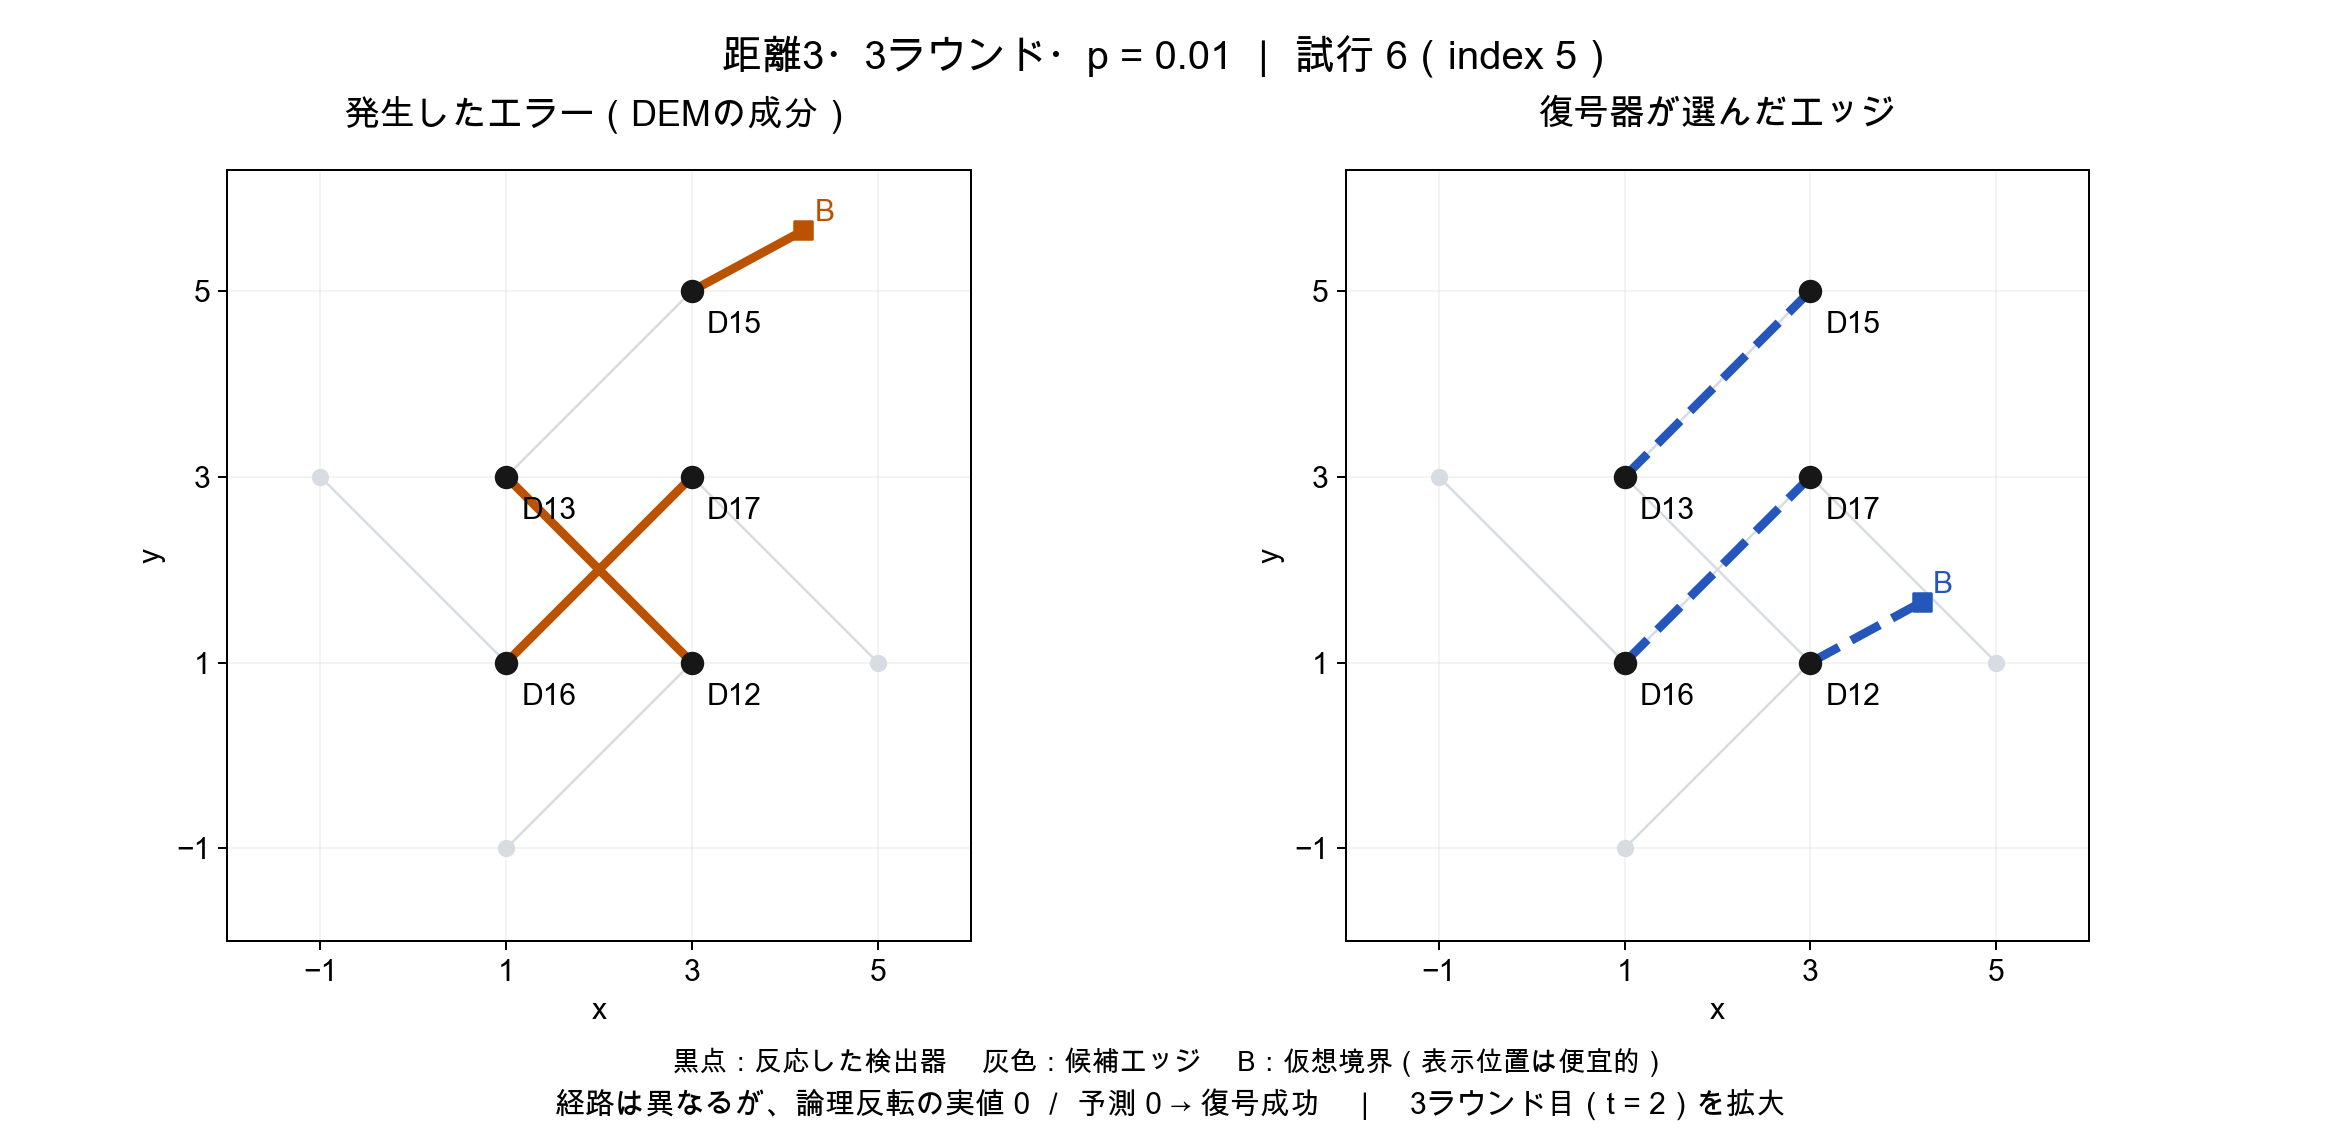 距離3・3ラウンド・p = 0.01 | 試行 6 ( index 5 )
発生したエラー ( DEMの成分 )
B
D15
D13
D17
D16
D12
5
3
1
−1
y
−1 1 3 5
x
復号器が選んだエッジ
D15
D13
D17
B
D16
D12
5
3
1
−1
y
−1 1 3 5
x
黒点 : 反応した検出器 灰色 : 候補エッジ B : 仮想境界 ( 表示位置は便宜的 )
経路は異なるが、論理反転の実値 0 / 予測 0 → 復号成功 | 3ラウンド目 ( t = 2 ) を拡大